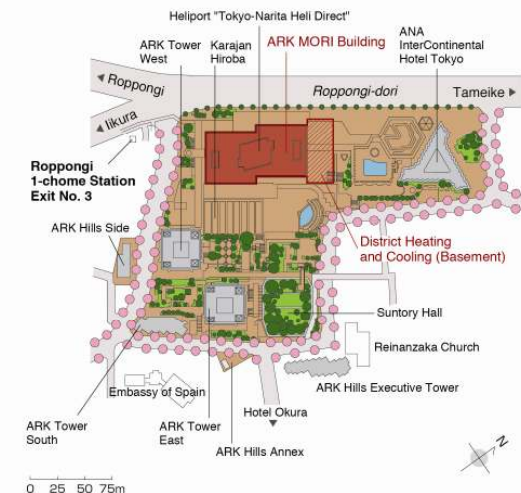 Heliport "Tokyo-Narita Heli Direct"
ARK Tower
West
Karajan
Hiroba
ARK MORI Building
ANA
InterContinental
Hotel Tokyo
Roppongi
Roppongi-dori
Tameike
Iikura
Roppongi
1-chome Station
Exit No. 3
ARK Hills Side
District Heating
and Cooling (Basement)
Suntory Hall
Reinanzaka Church
ARK Hills Executive Tower
Embassy of Spain
Hotel Okura
ARK Tower
South
ARK Tower
East
ARK Hills Annex
N
0 25 50 75m